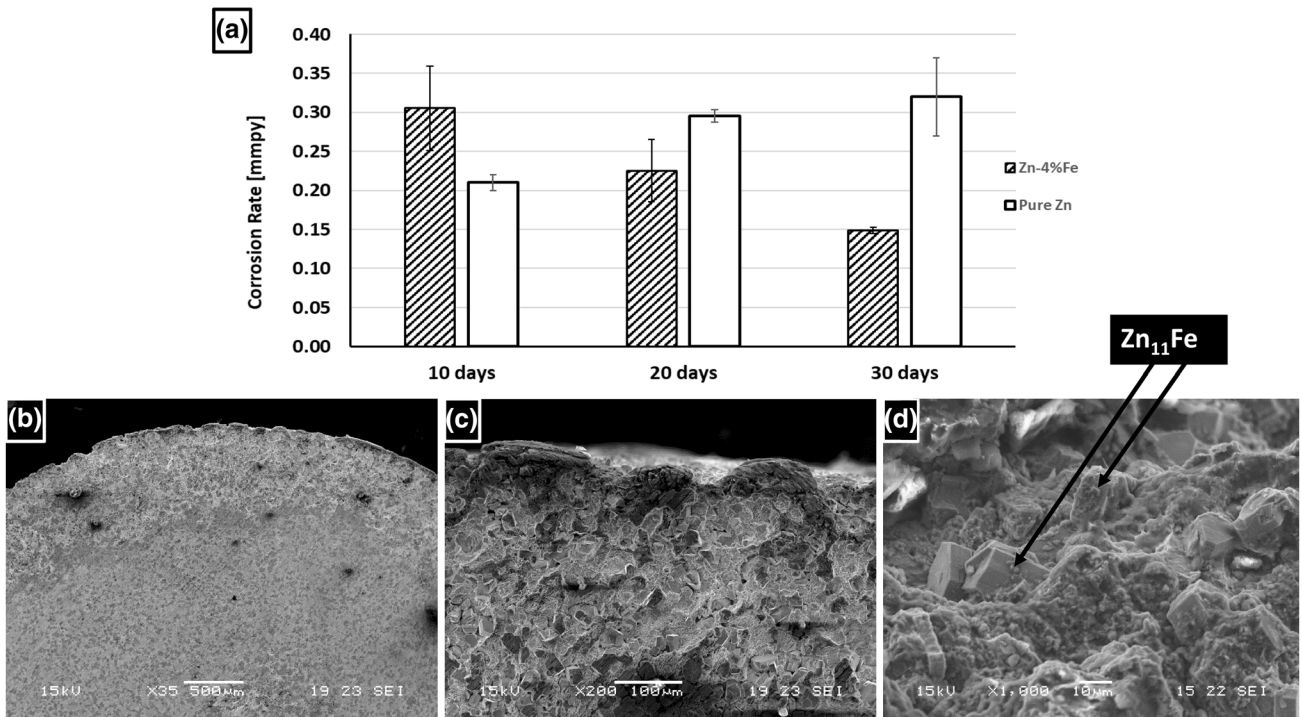 (a)
Corrosion Rate [mmpy]
0.40
0.35
0.30
0.25
0.20
0.15
0.10
0.05
0.00
10 days
20 days
30 days
Zn-4%Fe
Pure Zn
Zn₁₁Fe
(b)
15kV X35 500μm 19 23 SEI
(c)
15kV X200 100μm 19 23 SEI
(d)
15kV X1,000 10μm 15 22 SEI